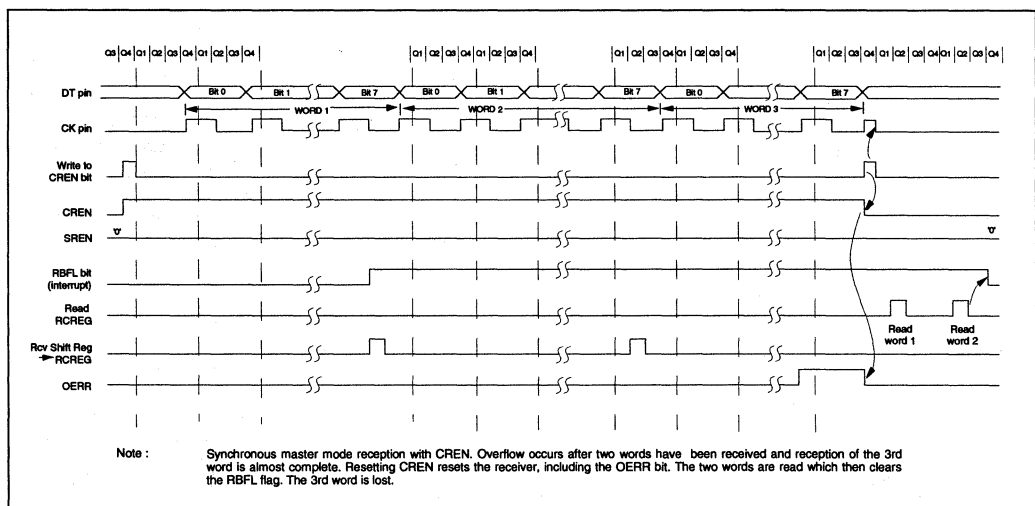 Q3 Q4 Q1 Q2 Q3 Q4 Q1 Q2 Q3 Q4 Q1 Q2 Q3 Q4 Q1 Q2 Q3 Q4 Q1 Q2 Q3 Q4 Q1 Q2 Q3 Q4 Q1 Q2 Q3 Q4 Q1 Q2 Q3 Q4 Q1 Q2 Q3 Q4
DT pin Bit 0 Bit 1 Bit 7 Bit 0 Bit 1 Bit 7 Bit 0 Bit 7
WORD 1 WORD 2 WORD 3
CK pin
Write to
CREN bit
CREN
SREN '0' '0'
RBFL bit
(interrupt)
Read
RCREG
Read
word 1
Read
word 2
Rcv Shift Reg
RCREG
OERR
Note : Synchronous master mode reception with CREN. Overflow occurs after two words have been received and reception of the 3rd
word is almost complete. Resetting CREN resets the receiver, including the OERR bit. The two words are read which then clears
the RBFL flag. The 3rd word is lost.